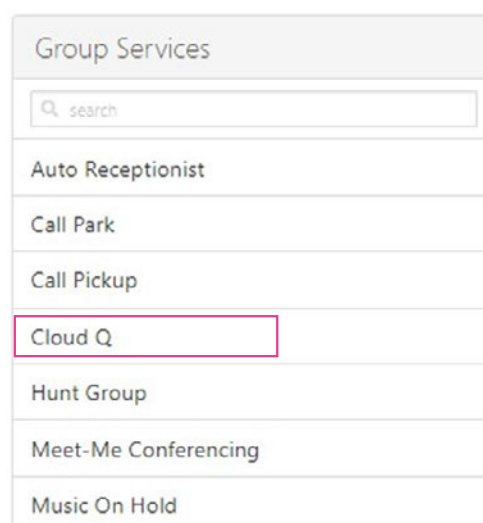 Group Services
search
Auto Receptionist
Call Park
Call Pickup
Cloud Q
Hunt Group
Meet-Me Conferencing
Music On Hold